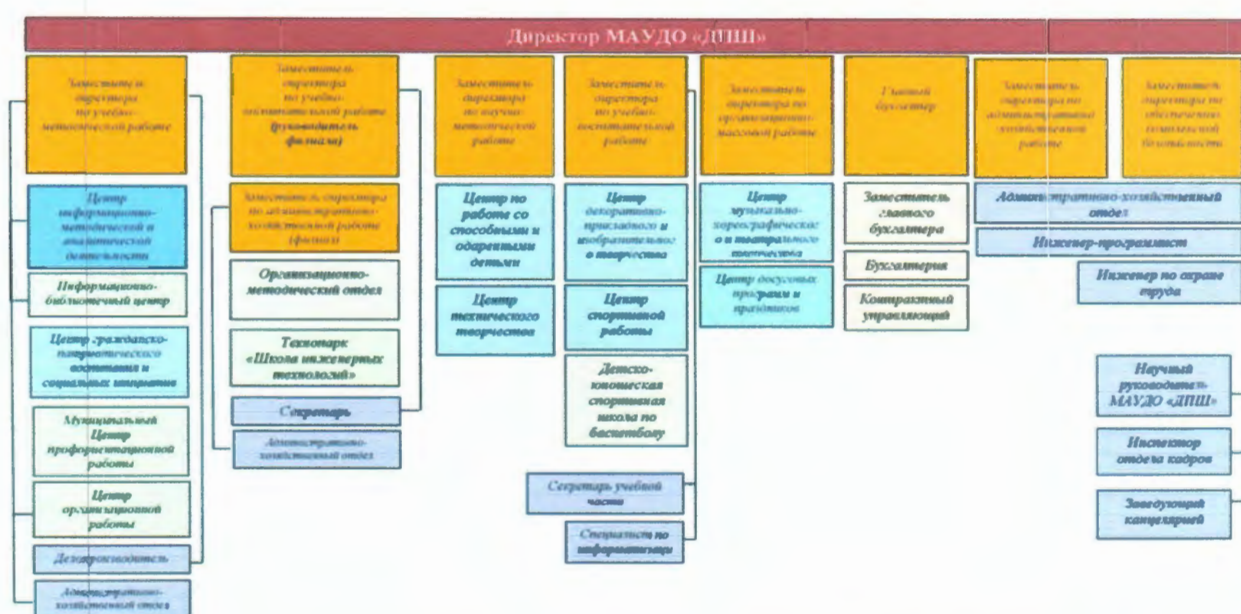 Директор МАУДО «ДПШ»
Заместитель
директора
по учебно-
методической работе
Заместитель
директора
по учебно-
воспитательной работе
(руководитель
филиала)
Заместитель
директора
по научно-
методической
работе
Заместитель
директора по учебно-
воспитательной
работе
Заместитель
директора по
организационно-
массовой работе
Главный
бухгалтер
Заместитель
директора по
административно
хозяйственной
работе
Заместитель
директора по
обеспечению
комплексной
безопасности
Центр
информационно-
методической и
аналитической
деятельности
Информационно-
библиотечный центр
Центр гражданско-
патриотического
воспитания и
социальных инициатив
Муниципальный
Центр
профориентационной
работы
Центр
организационной
работы
Делопроизводитель
Административно-
хозяйственный отдел
Заместитель директора
по административно-
хозяйственной работе
(филиал)
Организационно-
методический отдел
Технопарк
«Школа инженерных
технологий»
Секретарь
Административно-
хозяйственный отдел
Центр по
работе со
способными и
одаренными
детьми
Центр
технического
творчества
Центр
декоративно-
прикладного и
изобразительног
о творчества
Центр
спортивной
работы
Детско-
юношеская
спортивная
школа по
баскетболу
Секретарь учебной
части
Специалист по
информатизаци
Центр
музыкально-
хореографическог
о и театрального
творчества
Центр досуговых
программ и
праздников
Заместитель
главного
бухгалтера
Бухгалтерия
Контрактный
управляющий
Административно-хозяйственный
отдел
Инженер-программист
Инженер по охране
труда
Научный
руководитель
МАУДО «ДПШ»
Инспектор
отдела кадров
Заведующий
канцелярией